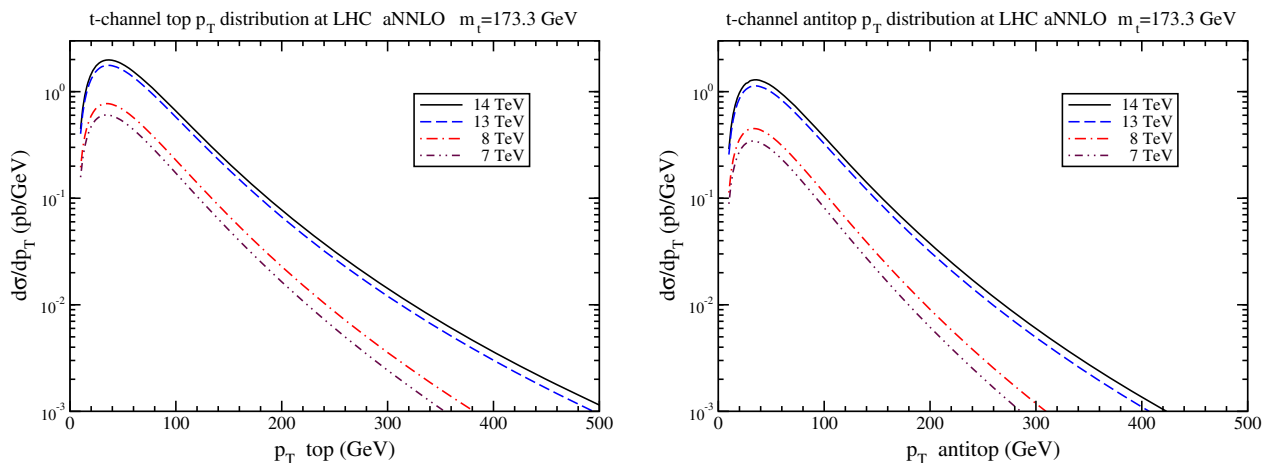 t-channel top p_T distribution at LHC aNNLO m_t=173.3 GeV
10^0
10^-1
10^-2
10^-3
dσ/dp_T (pb/GeV)
14 TeV
13 TeV
8 TeV
7 TeV
0 100 200 300 400 500
p_T top (GeV)
t-channel antitop p_T distribution at LHC aNNLO m_t=173.3 GeV
10^0
10^-1
10^-2
10^-3
dσ/dp_T (pb/GeV)
14 TeV
13 TeV
8 TeV
7 TeV
0 100 200 300 400 500
p_T antitop (GeV)